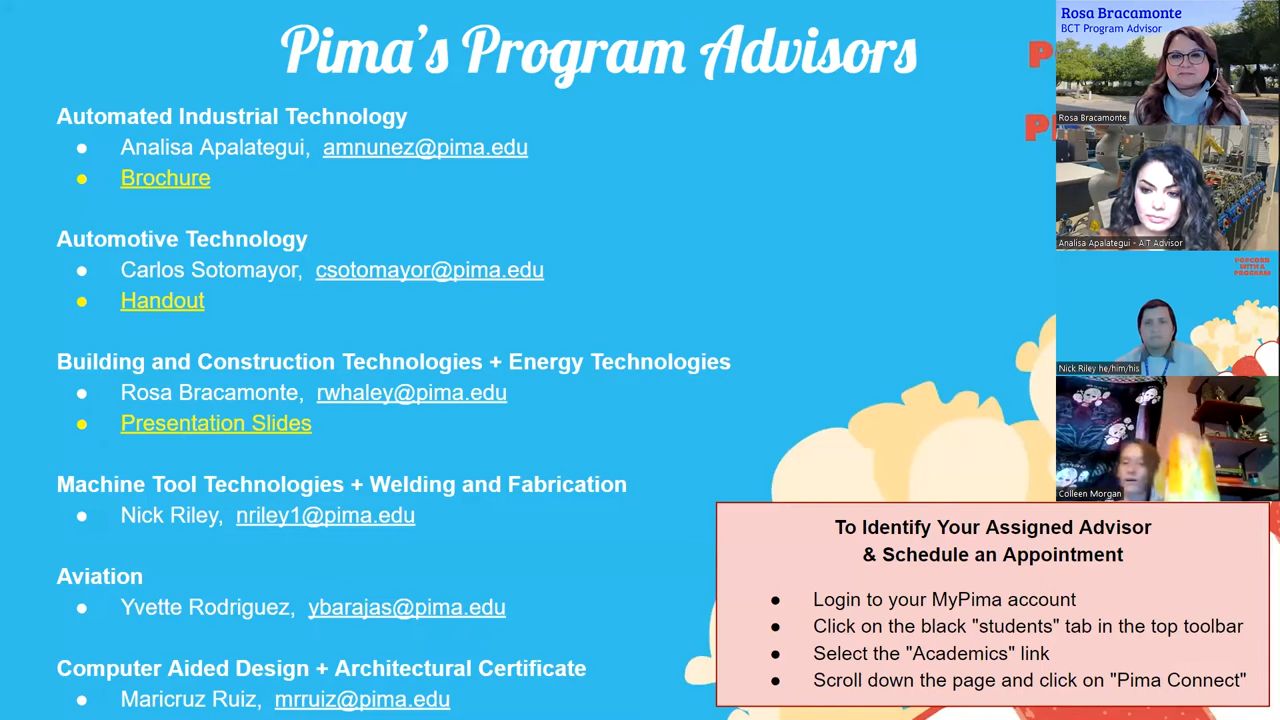 Pima's Program Advisors
Automated Industrial Technology
● Analisa Apalategui, amnunez@pima.edu
● Brochure
Automotive Technology
● Carlos Sotomayor, csotomayor@pima.edu
● Handout
Building and Construction Technologies + Energy Technologies
● Rosa Bracamonte, rwhaley@pima.edu
● Presentation Slides
Machine Tool Technologies + Welding and Fabrication
● Nick Riley, nriley1@pima.edu
Aviation
● Yvette Rodriguez, ybarajas@pima.edu
Computer Aided Design + Architectural Certificate
Maricruz Ruiz, mrruiz@pima.edu
To Identify Your Assigned Advisor
& Schedule an Appointment
● Login to your MyPima account
● Click on the black "students" tab in the top toolbar
● Select the "Academics" link
● Scroll down the page and click on "Pima Connect"
Rosa Bracamonte
BCT Program Advisor
Rosa Bracamonte
Analisa Apalategui - AIT Advisor
POPCORN
WITH A
PROGRAM
Nick Riley he/him/his
Colleen Morgan